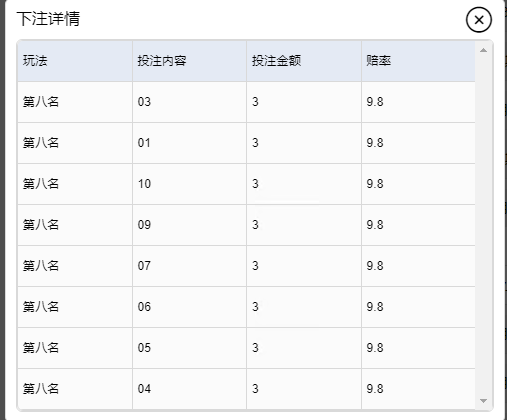 下注详情
玩法 投注内容 投注金额 赔率
第八名 03 3 9.8
第八名 01 3 9.8
第八名 10 3 9.8
第八名 09 3 9.8
第八名 07 3 9.8
第八名 06 3 9.8
第八名 05 3 9.8
第八名 04 3 9.8